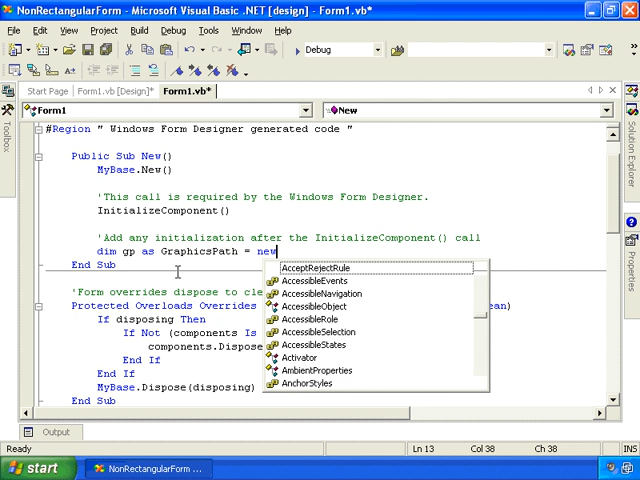 NonRectangularForm - Microsoft Visual Basic .NET [design] - Form1.vb*
File Edit View Project Build Debug Tools Window Help
Debug
Start Page Form1.vb [Design]* Form1.vb*
Form1 New
Toolbox
Solution Explorer
Properties
#Region " Windows Form Designer generated code "
Public Sub New()
MyBase.New()
'This call is required by the Windows Form Designer.
InitializeComponent()
'Add any initialization after the InitializeComponent() call
dim gp as GraphicsPath = new
End Sub
'Form overrides dispose to cle
Protected Overloads Overrides ean)
If disposing Then
If Not (components Is
components.Dispose
End If
End If
MyBase.Dispose(disposing)
End Sub
AcceptRejectRule
AccessibleEvents
AccessibleNavigation
AccessibleObject
AccessibleRole
AccessibleSelection
AccessibleStates
Activator
AmbientProperties
AnchorStyles
Output
Ready Ln 13 Col 38 Ch 38 INS
start NonRectangularForm ...